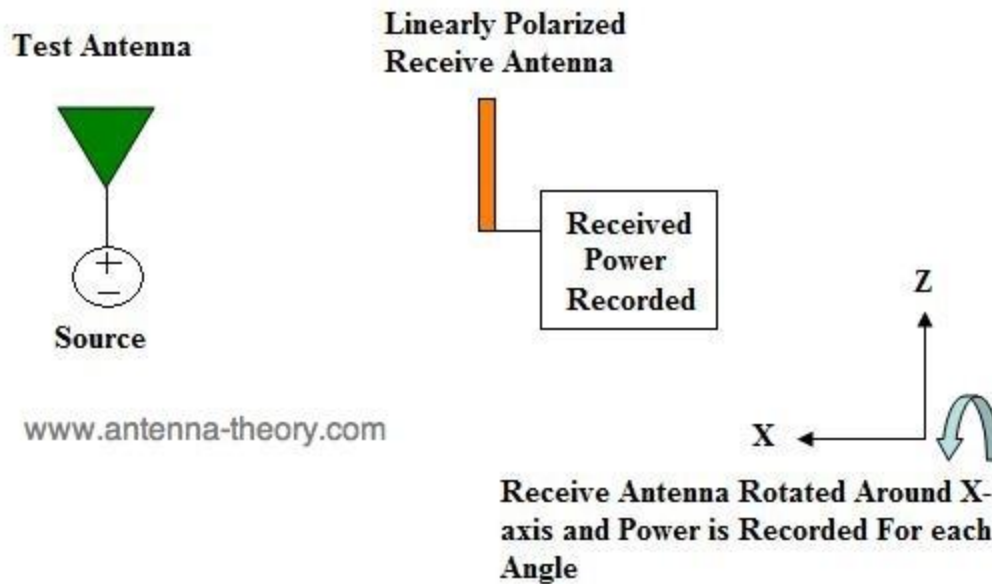 Test Antenna
Linearly Polarized
Receive Antenna
+
−
Source
Received
Power
Recorded
Z
X
www.antenna-theory.com
Receive Antenna Rotated Around X-
axis and Power is Recorded For each
Angle